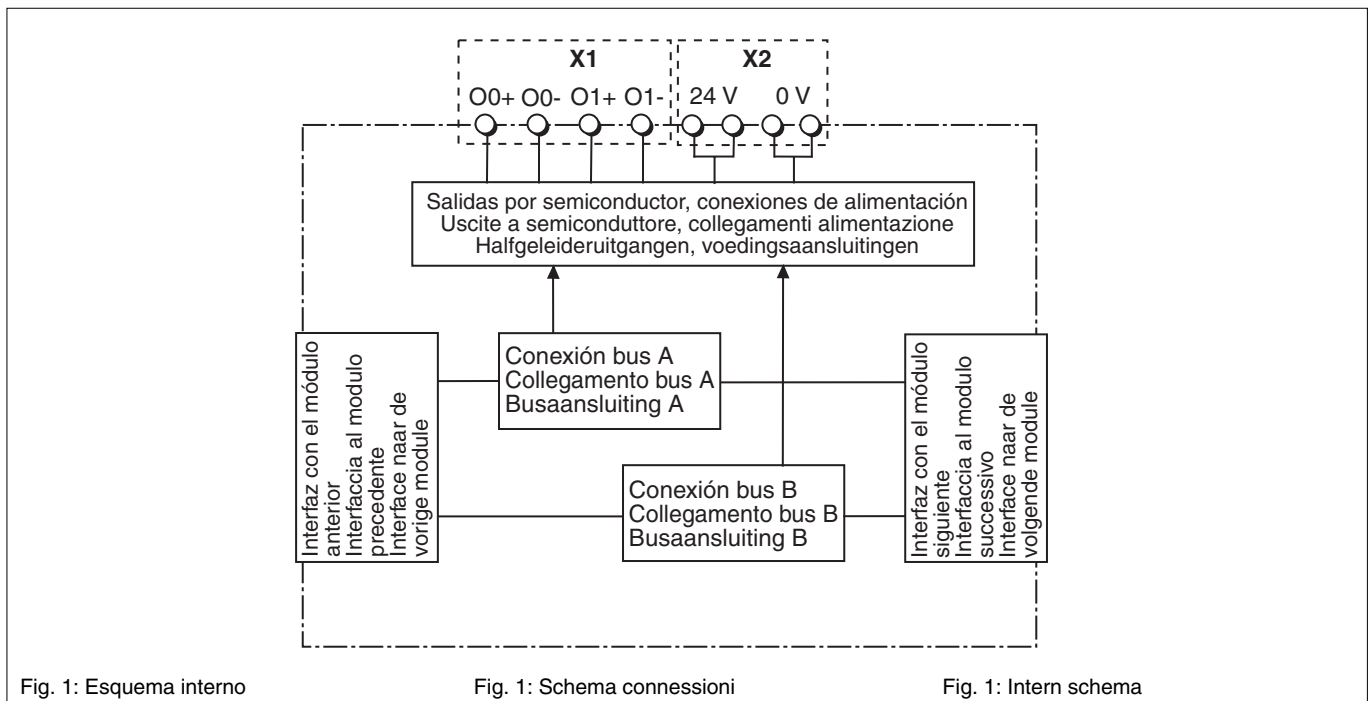 X1
X2
O0+ O0- O1+ O1-
24 V
0 V
Salidas por semiconductor, conexiones de alimentación
Uscite a semiconduttore, collegamenti alimentazione
Halfgeleideruitgangen, voedingsaansluitingen
Interfaz con el módulo
anterior
Interfaccia al modulo
precedente
Interface naar de
vorige module
Conexión bus A
Collegamento bus A
Busaansluiting A
Conexión bus B
Collegamento bus B
Busaansluiting B
Interfaz con el módulo
siguiente
Interfaccia al modulo
successivo
Interface naar de
volgende module
Fig. 1: Esquema interno
Fig. 1: Schema connessioni
Fig. 1: Intern schema